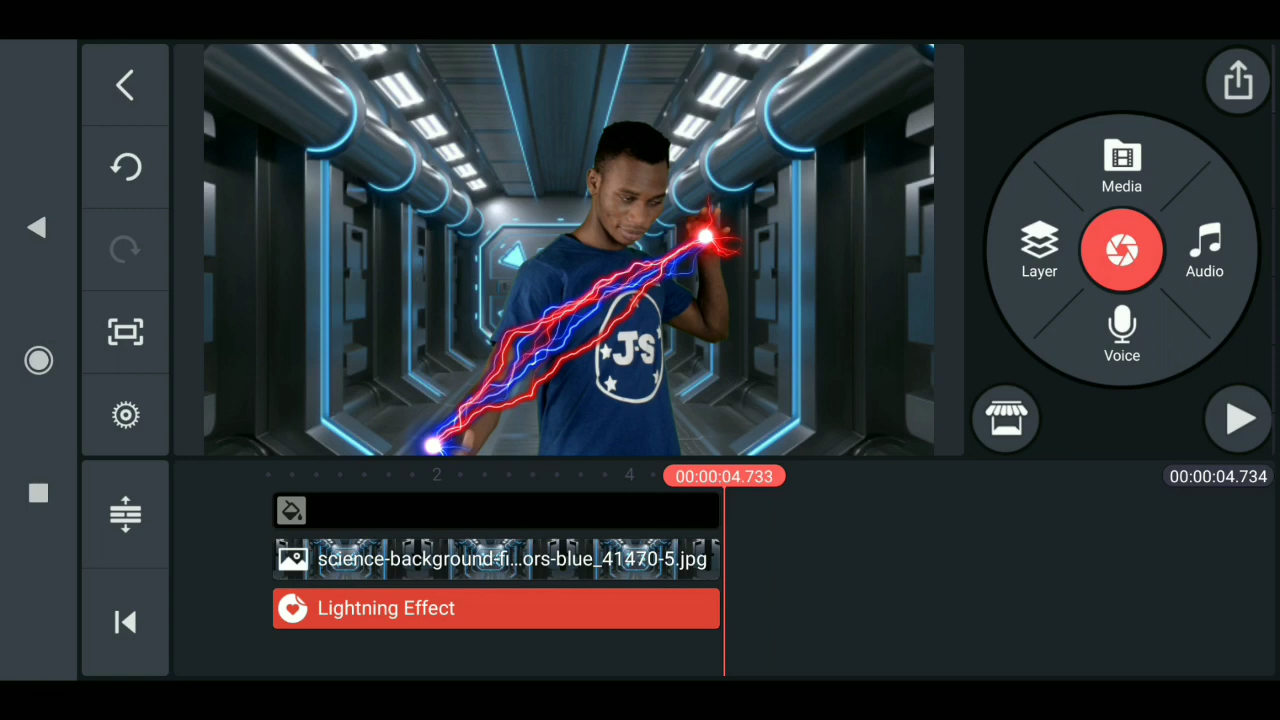 Media
Layer
Audio
Voice
J★S
2
4
00:00:04.733
00:00:04.734
science-background-fi...ors-blue_41470-5.jpg
Lightning Effect